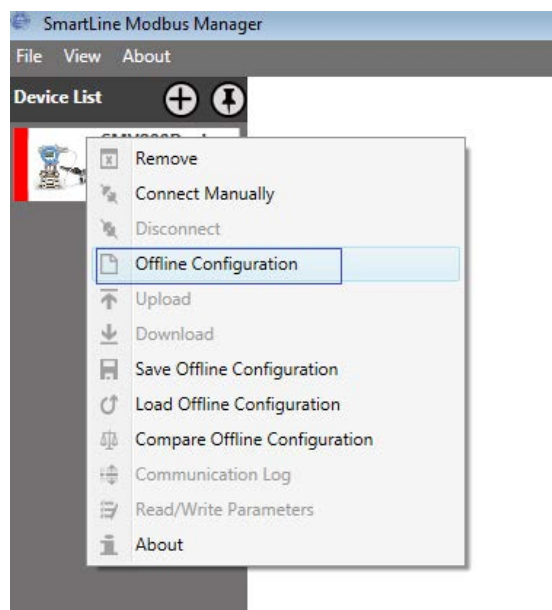 SmartLine Modbus Manager
File View About
Device List
Remove
Connect Manually
Disconnect
Offline Configuration
Upload
Download
Save Offline Configuration
Load Offline Configuration
Compare Offline Configuration
Communication Log
Read/Write Parameters
About